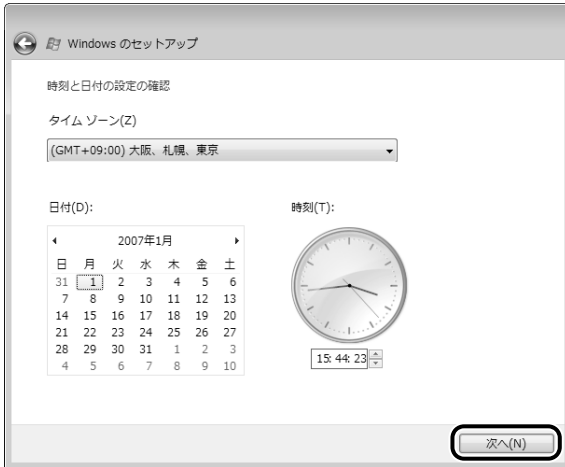 Windows のセットアップ
時刻と日付の設定の確認
タイム ゾーン(Z)
(GMT+09:00) 大阪、札幌、東京
日付(D):
時刻(T):
2007年1月
日 月 火 水 木 金 土
31 1 2 3 4 5 6
7 8 9 10 11 12 13
14 15 16 17 18 19 20
21 22 23 24 25 26 27
28 29 30 31 1 2 3
4 5 6 7 8 9 10
15:44:23
次へ(N)